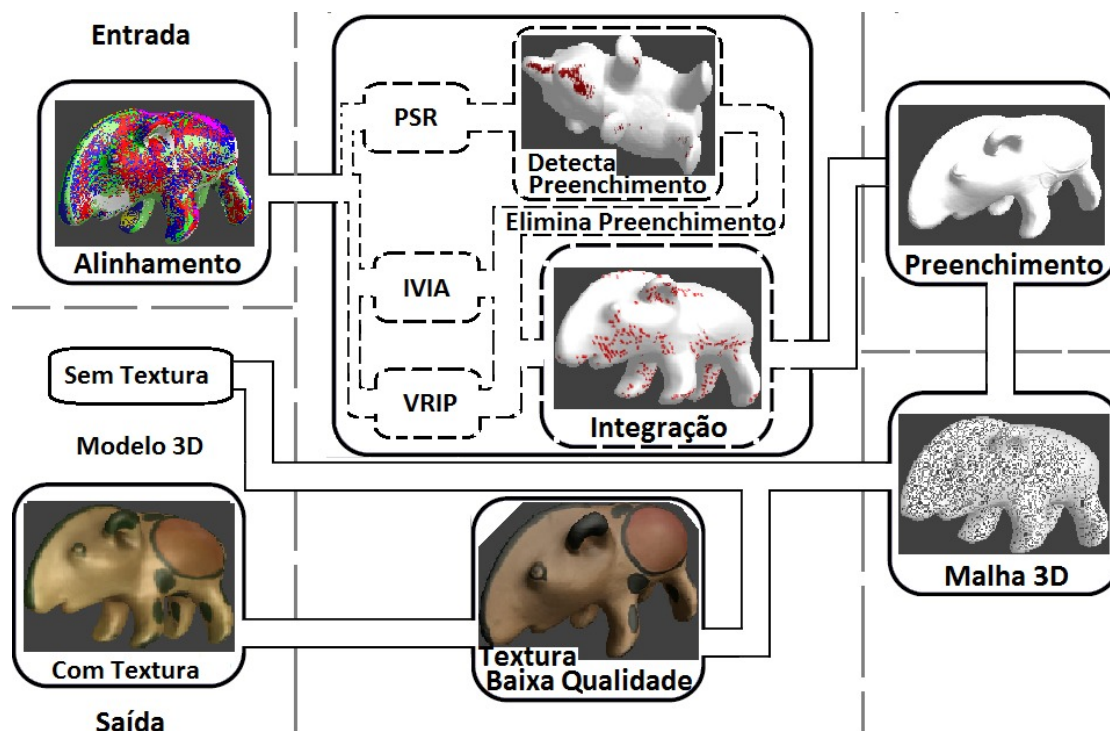 Entrada
Alinhamento
PSR
Detecta
Preenchimento
Elimina Preenchimento
IVIA
VRIP
Integração
Preenchimento
Sem Textura
Modelo 3D
Malha 3D
Textura
Baixa Qualidade
Com Textura
Saída